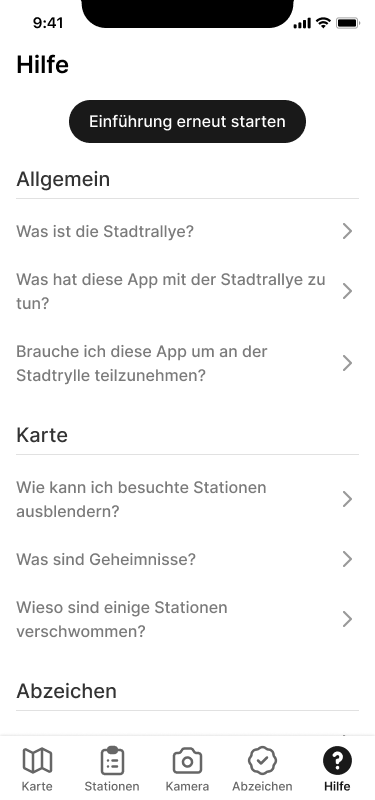 9:41
Hilfe
Einführung erneut starten
Allgemein
Was ist die Stadtrallye?
Was hat diese App mit der Stadtrallye zu
tun?
Brauche ich diese App um an der
Stadtrylle teilzunehmen?
Karte
Wie kann ich besuchte Stationen
ausblendern?
Was sind Geheimnisse?
Wieso sind einige Stationen
verschwommen?
Abzeichen
Karte
Stationen
Kamera
Abzeichen
Hilfe